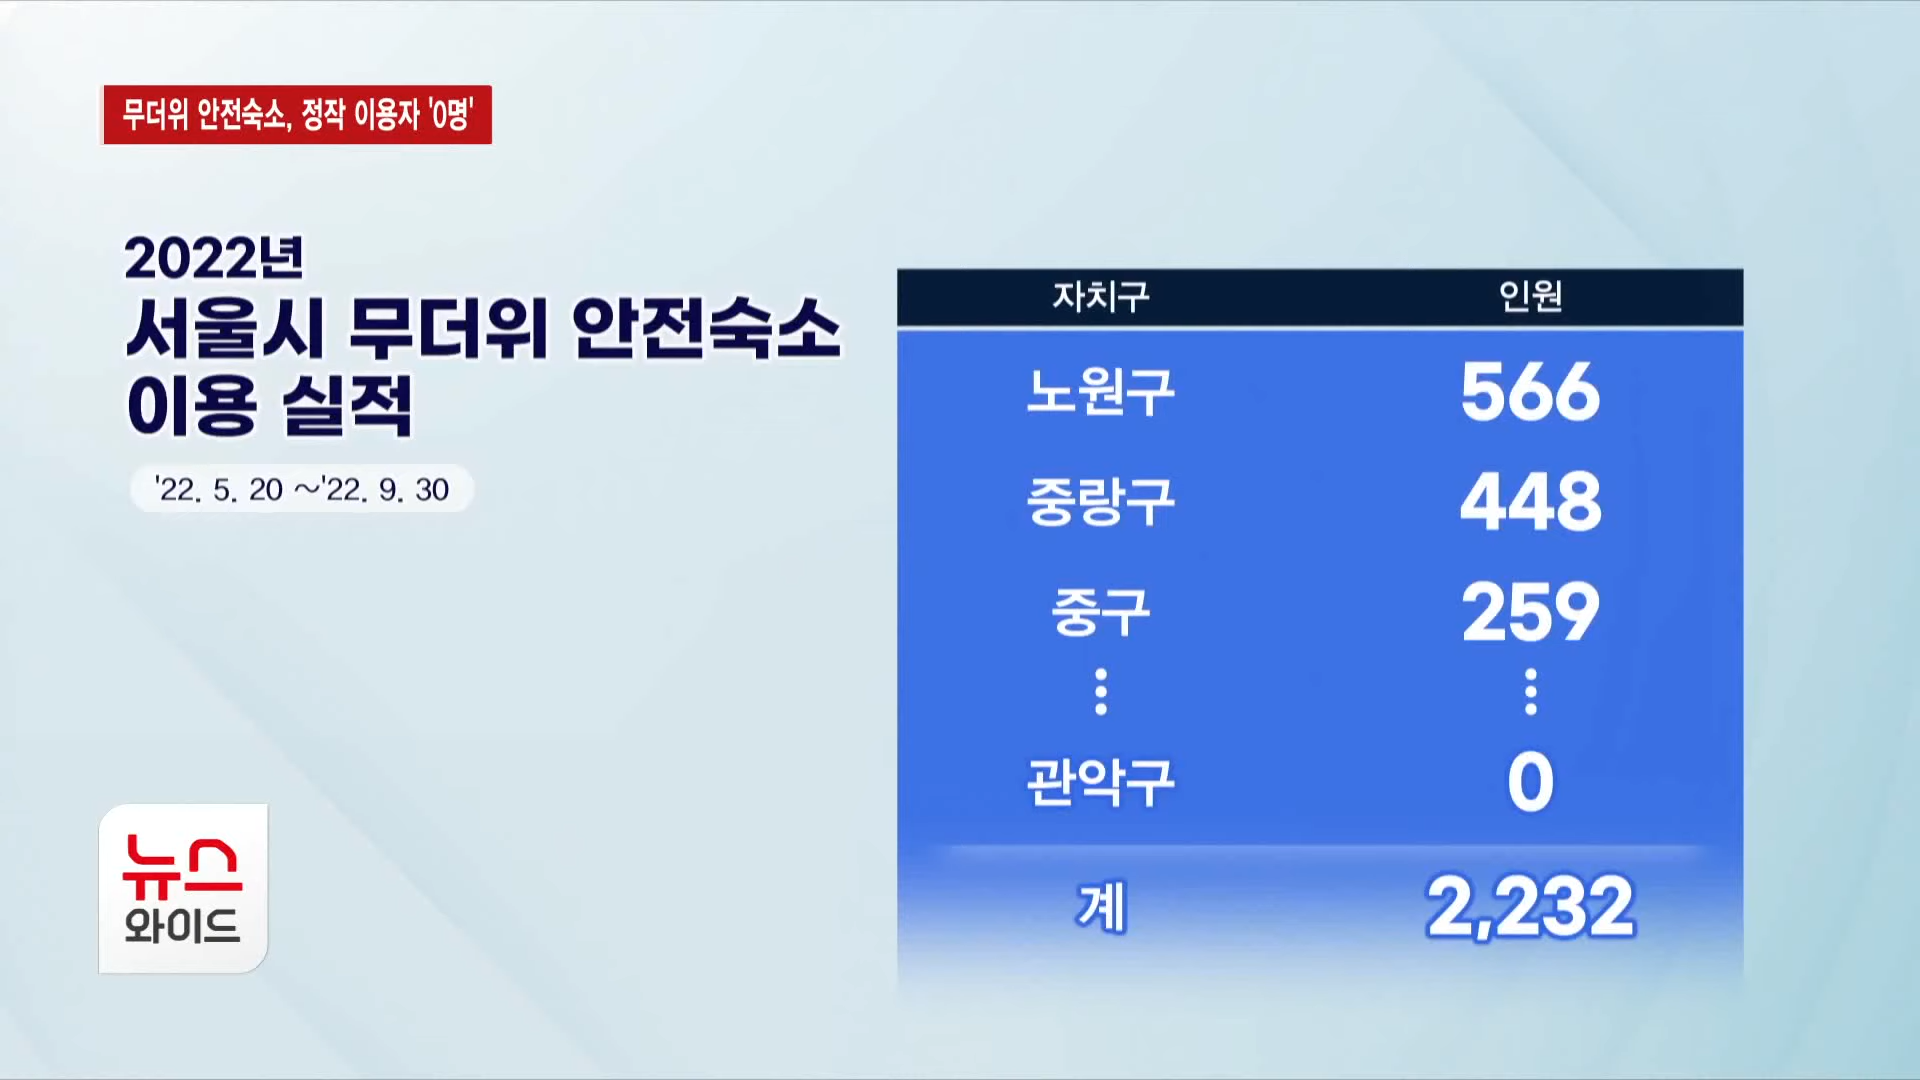 무더위 안전숙소, 정작 이용자 '0명'
2022년
서울시 무더위 안전숙소
이용 실적
'22. 5. 20 ~'22. 9. 30
자치구 인원
노원구 566
중랑구 448
중구 259
⋮ ⋮
관악구 0
계 2,232
뉴스
와이드